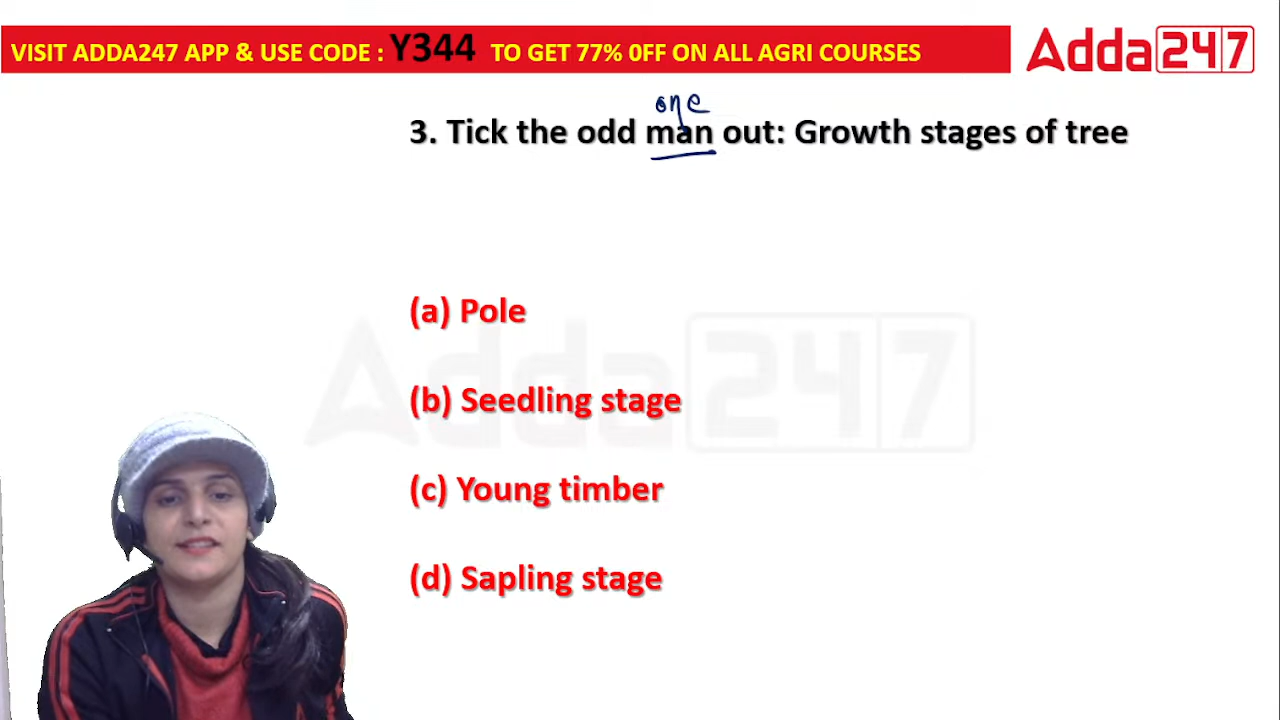 VISIT ADDA247 APP & USE CODE : Y344 TO GET 77% 0FF ON ALL AGRI COURSES
Adda247
one
3. Tick the odd man out: Growth stages of tree
(a) Pole
(b) Seedling stage
(c) Young timber
(d) Sapling stage
Adda247